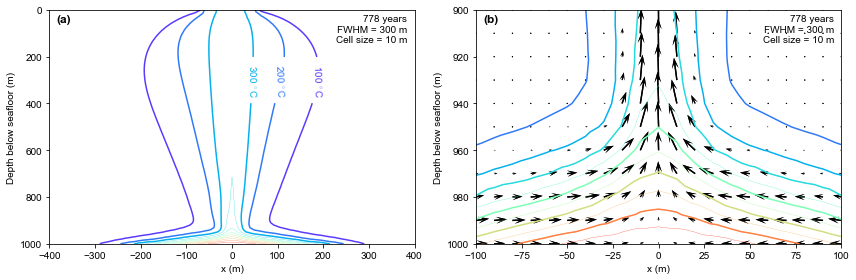 (a)
778 years
FWHM = 300 m
Cell size = 10 m
0
200
400
600
800
1000
Depth below seafloor (m)
300°C
200°C
100°C
−400 −300 −200 −100 0 100 200 300 400
x (m)
(b)
778 years
FWHM = 300 m
Cell size = 10 m
900
920
940
960
980
1000
Depth below seafloor (m)
−100 −75 −50 −25 0 25 50 75 100
x (m)